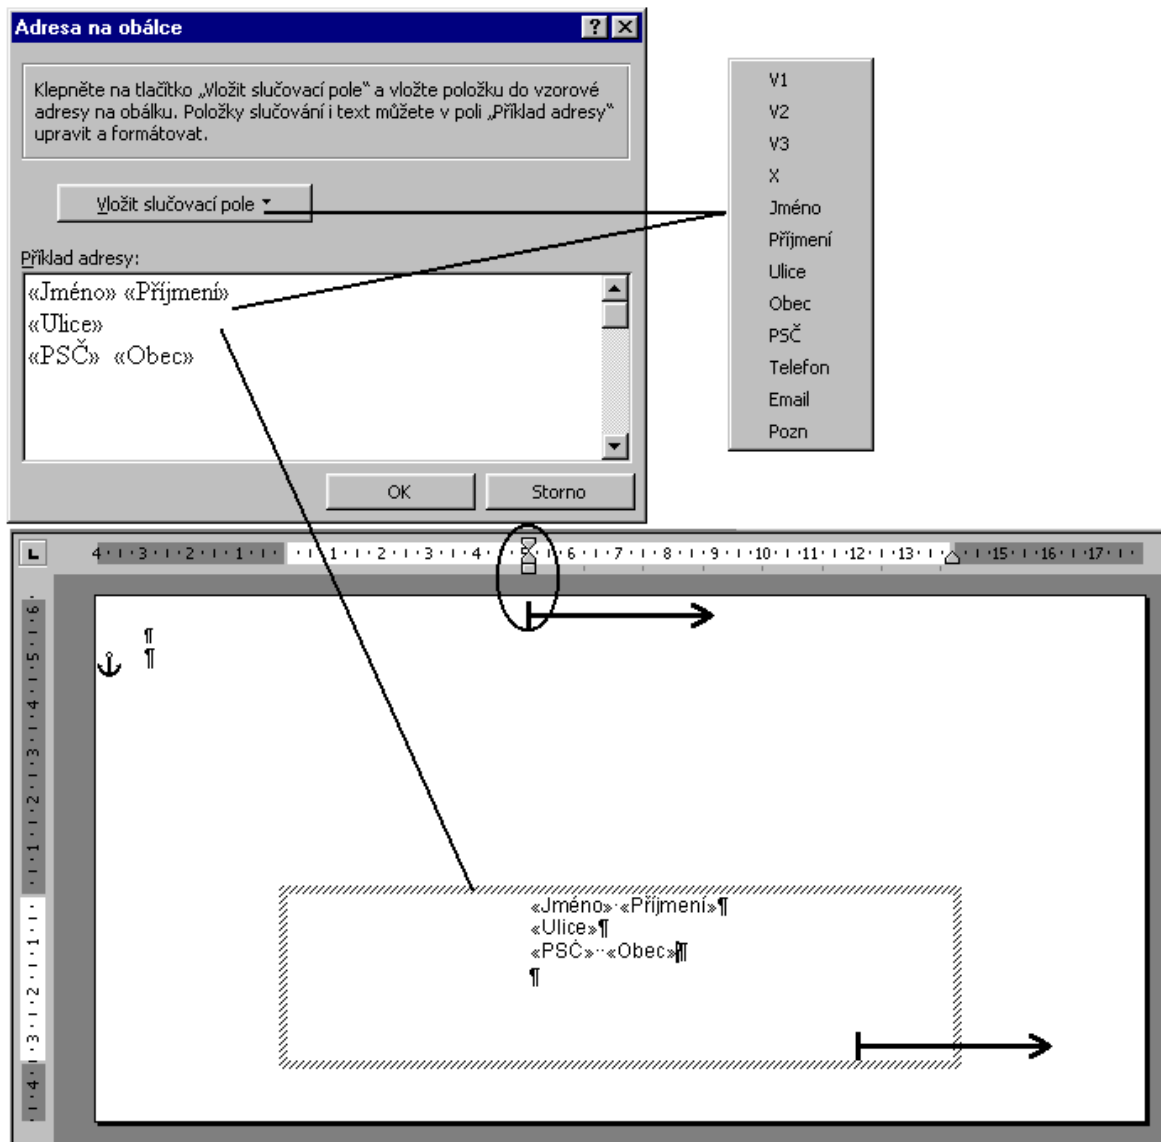 Adresa na obálce
Klepněte na tlačítko „Vložit slučovací pole“ a vložte položku do vzorové
adresy na obálku. Položky slučování i text můžete v poli „Příklad adresy“
upravit a formátovat.
Vložit slučovací pole
Příklad adresy:
«Jméno» «Příjmení»
«Ulice»
«PSČ»  «Obec»
OK
Storno
V1
V2
V3
X
Jméno
Příjmení
Ulice
Obec
PSČ
Telefon
Email
Pozn
4 · 3 · 2 · 1 · 1 · 2 · 3 · 4 · 5 · 6 · 7 · 8 · 9 · 10 · 11 · 12 · 13 · 15 · 16 · 17
6 · 5 · 4 · 3 · 2 · 1 · 1 · 2 · 3 · 4
¶
¶
«Jméno»·«Příjmení»¶
«Ulice»¶
«PSČ»··«Obec»¶
¶